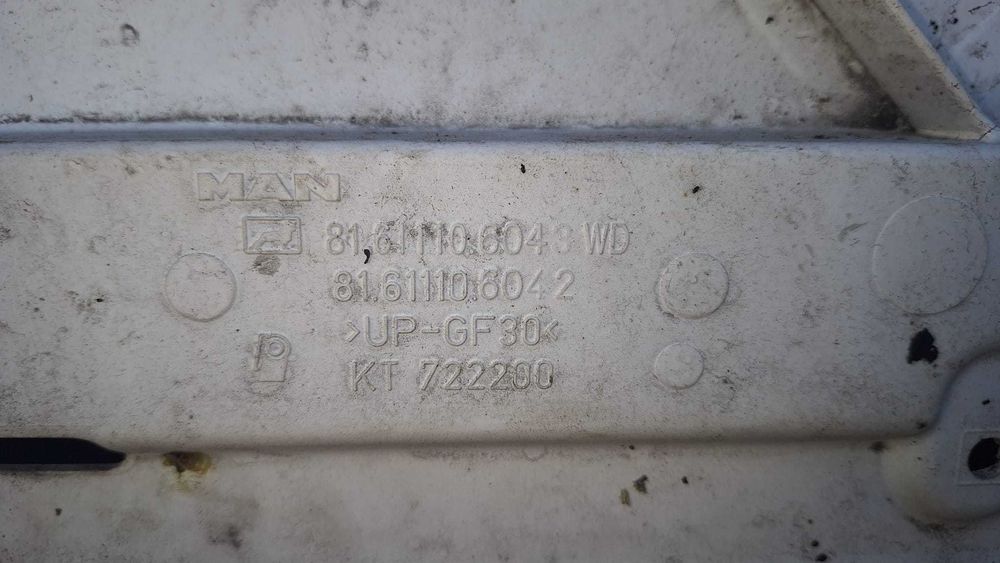 MAN
81.61110.6043 WD
81.61110.6042
>UP-GF30<
KT 722200